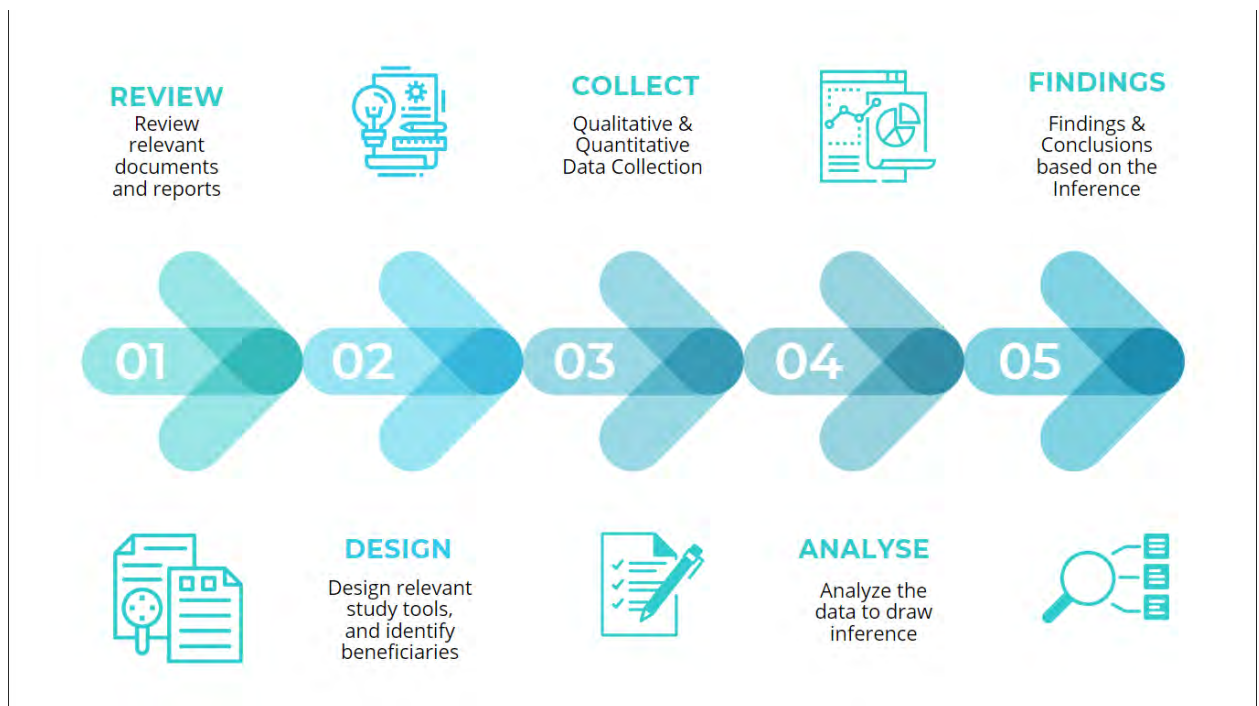 REVIEW
Review
relevant
documents
and reports
COLLECT
Qualitative &
Quantitative
Data Collection
FINDINGS
Findings &
Conclusions
based on the
Inference
01
02
03
04
05
DESIGN
Design relevant
study tools,
and identify
beneficiaries
ANALYSE
Analyze the
data to draw
inference